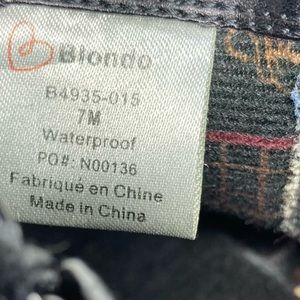 Blondo
B4935-015
7M
Waterproof
PO#: N00136
Fabriqué en Chine
Made in China